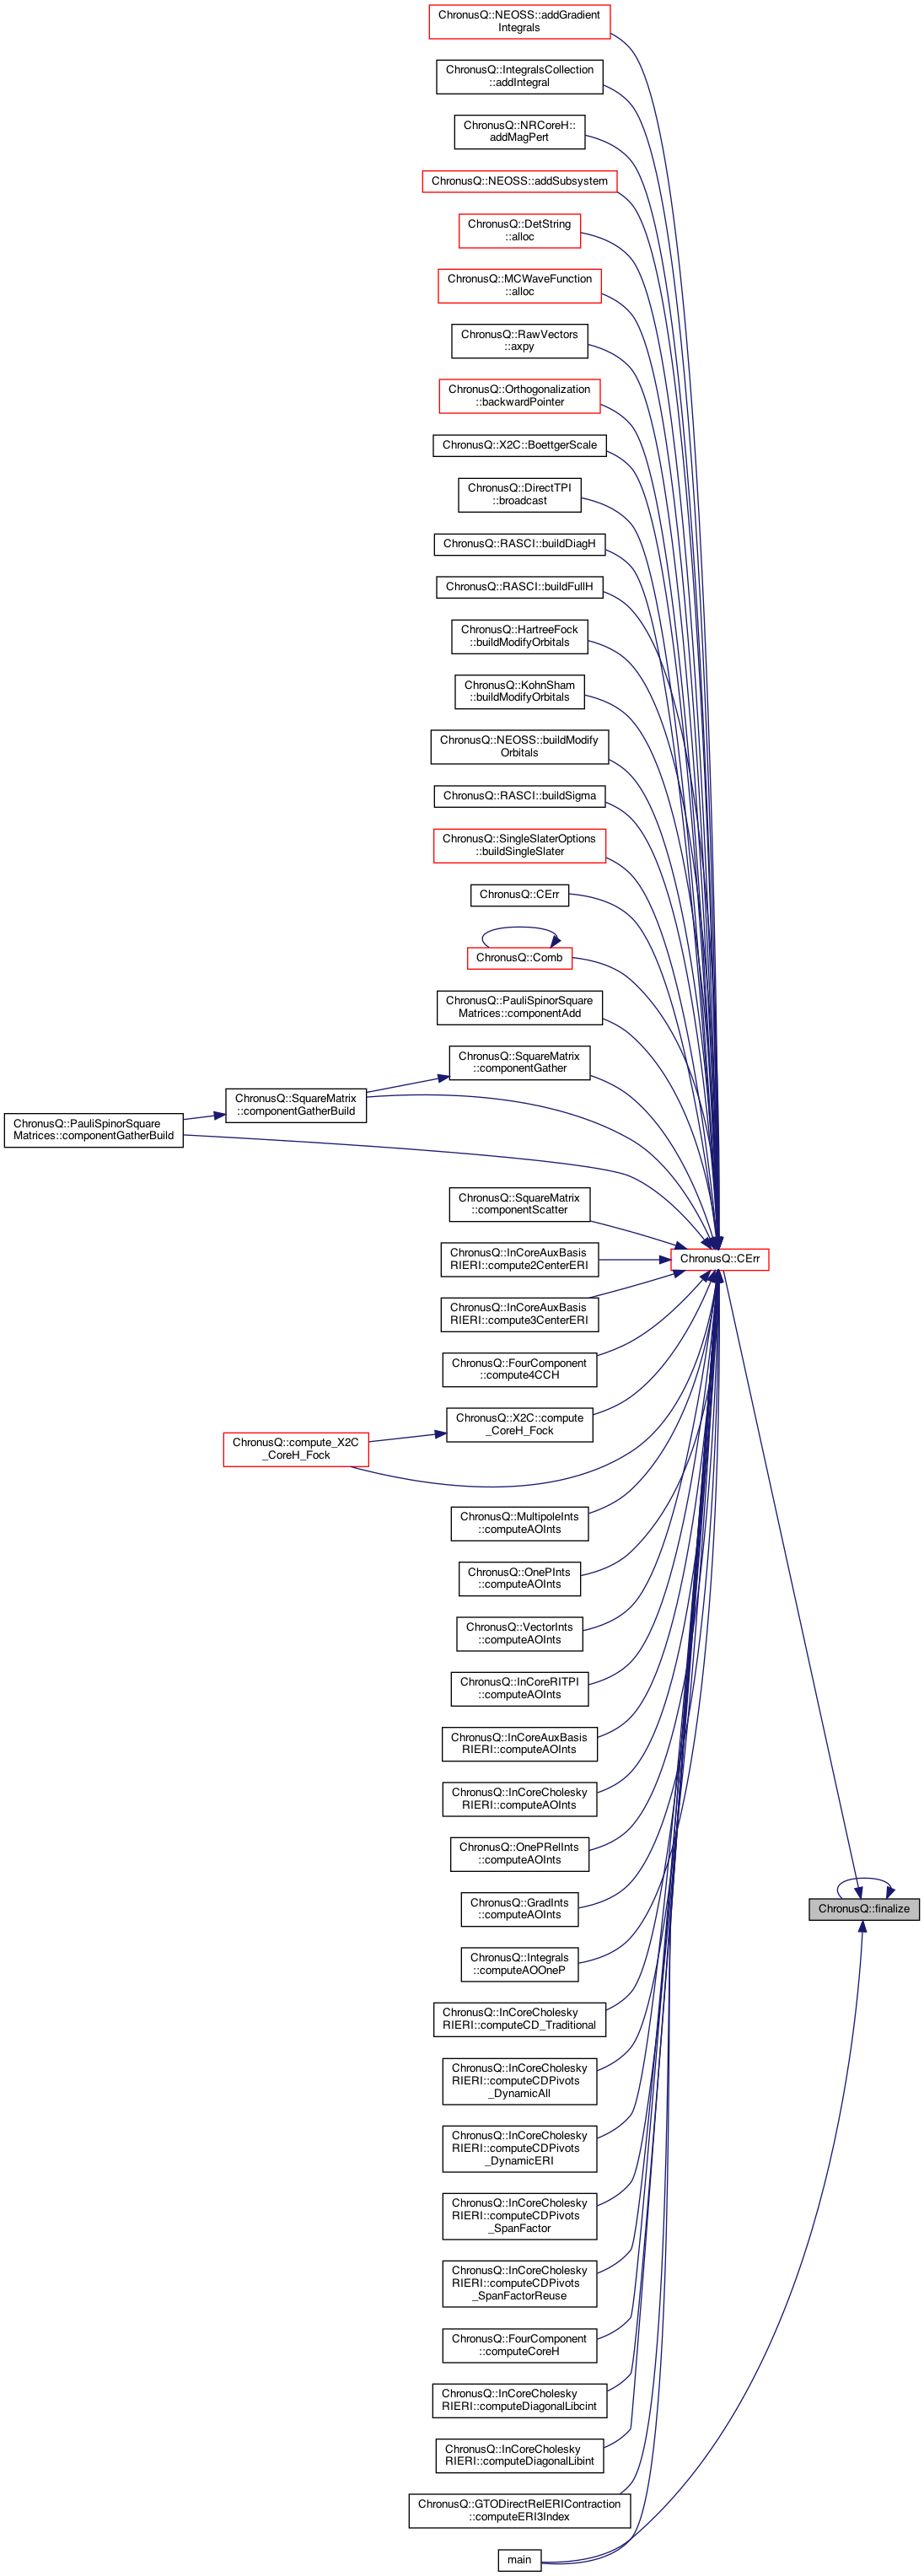 ChronusQ::NEOSS::addGradient
Integrals
ChronusQ::IntegralsCollection
::addIntegral
ChronusQ::NRCoreH::
addMagPert
ChronusQ::NEOSS::addSubsystem
ChronusQ::DetString
::alloc
ChronusQ::MCWaveFunction
::alloc
ChronusQ::RawVectors
::axpy
ChronusQ::Orthogonalization
::backwardPointer
ChronusQ::X2C::BoettgerScale
ChronusQ::DirectTPI
::broadcast
ChronusQ::RASCI::buildDiagH
ChronusQ::RASCI::buildFullH
ChronusQ::HartreeFock
::buildModifyOrbitals
ChronusQ::KohnSham
::buildModifyOrbitals
ChronusQ::NEOSS::buildModify
Orbitals
ChronusQ::RASCI::buildSigma
ChronusQ::SingleSlaterOptions
::buildSingleSlater
ChronusQ::CErr
ChronusQ::Comb
ChronusQ::PauliSpinorSquare
Matrices::componentAdd
ChronusQ::SquareMatrix
::componentGather
ChronusQ::SquareMatrix
::componentGatherBuild
ChronusQ::PauliSpinorSquare
Matrices::componentGatherBuild
ChronusQ::SquareMatrix
::componentScatter
ChronusQ::CErr
ChronusQ::InCoreAuxBasis
RIERI::compute2CenterERI
ChronusQ::InCoreAuxBasis
RIERI::compute3CenterERI
ChronusQ::FourComponent
::compute4CCH
ChronusQ::X2C::compute
_CoreH_Fock
ChronusQ::compute_X2C
_CoreH_Fock
ChronusQ::MultipoleInts
::computeAOInts
ChronusQ::OnePInts
::computeAOInts
ChronusQ::VectorInts
::computeAOInts
ChronusQ::InCoreRITPI
::computeAOInts
ChronusQ::InCoreAuxBasis
RIERI::computeAOInts
ChronusQ::InCoreCholesky
RIERI::computeAOInts
ChronusQ::OnePRelInts
::computeAOInts
ChronusQ::GradInts
::computeAOInts
ChronusQ::finalize
ChronusQ::Integrals
::computeAOOneP
ChronusQ::InCoreCholesky
RIERI::computeCD_Traditional
ChronusQ::InCoreCholesky
RIERI::computeCDPivots
_DynamicAll
ChronusQ::InCoreCholesky
RIERI::computeCDPivots
_DynamicERI
ChronusQ::InCoreCholesky
RIERI::computeCDPivots
_SpanFactor
ChronusQ::InCoreCholesky
RIERI::computeCDPivots
_SpanFactorReuse
ChronusQ::FourComponent
::computeCoreH
ChronusQ::InCoreCholesky
RIERI::computeDiagonalLibcint
ChronusQ::InCoreCholesky
RIERI::computeDiagonalLibint
ChronusQ::GTODirectRelERIContraction
::computeERI3Index
main